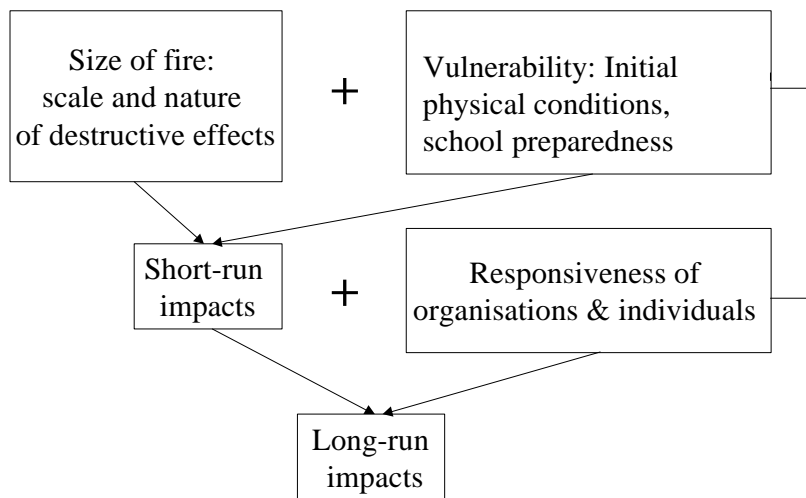 Size of fire:
scale and nature
of destructive effects
+
Vulnerability: Initial
physical conditions,
school preparedness
Short-run
impacts
+
Responsiveness of
organisations & individuals
Long-run
impacts